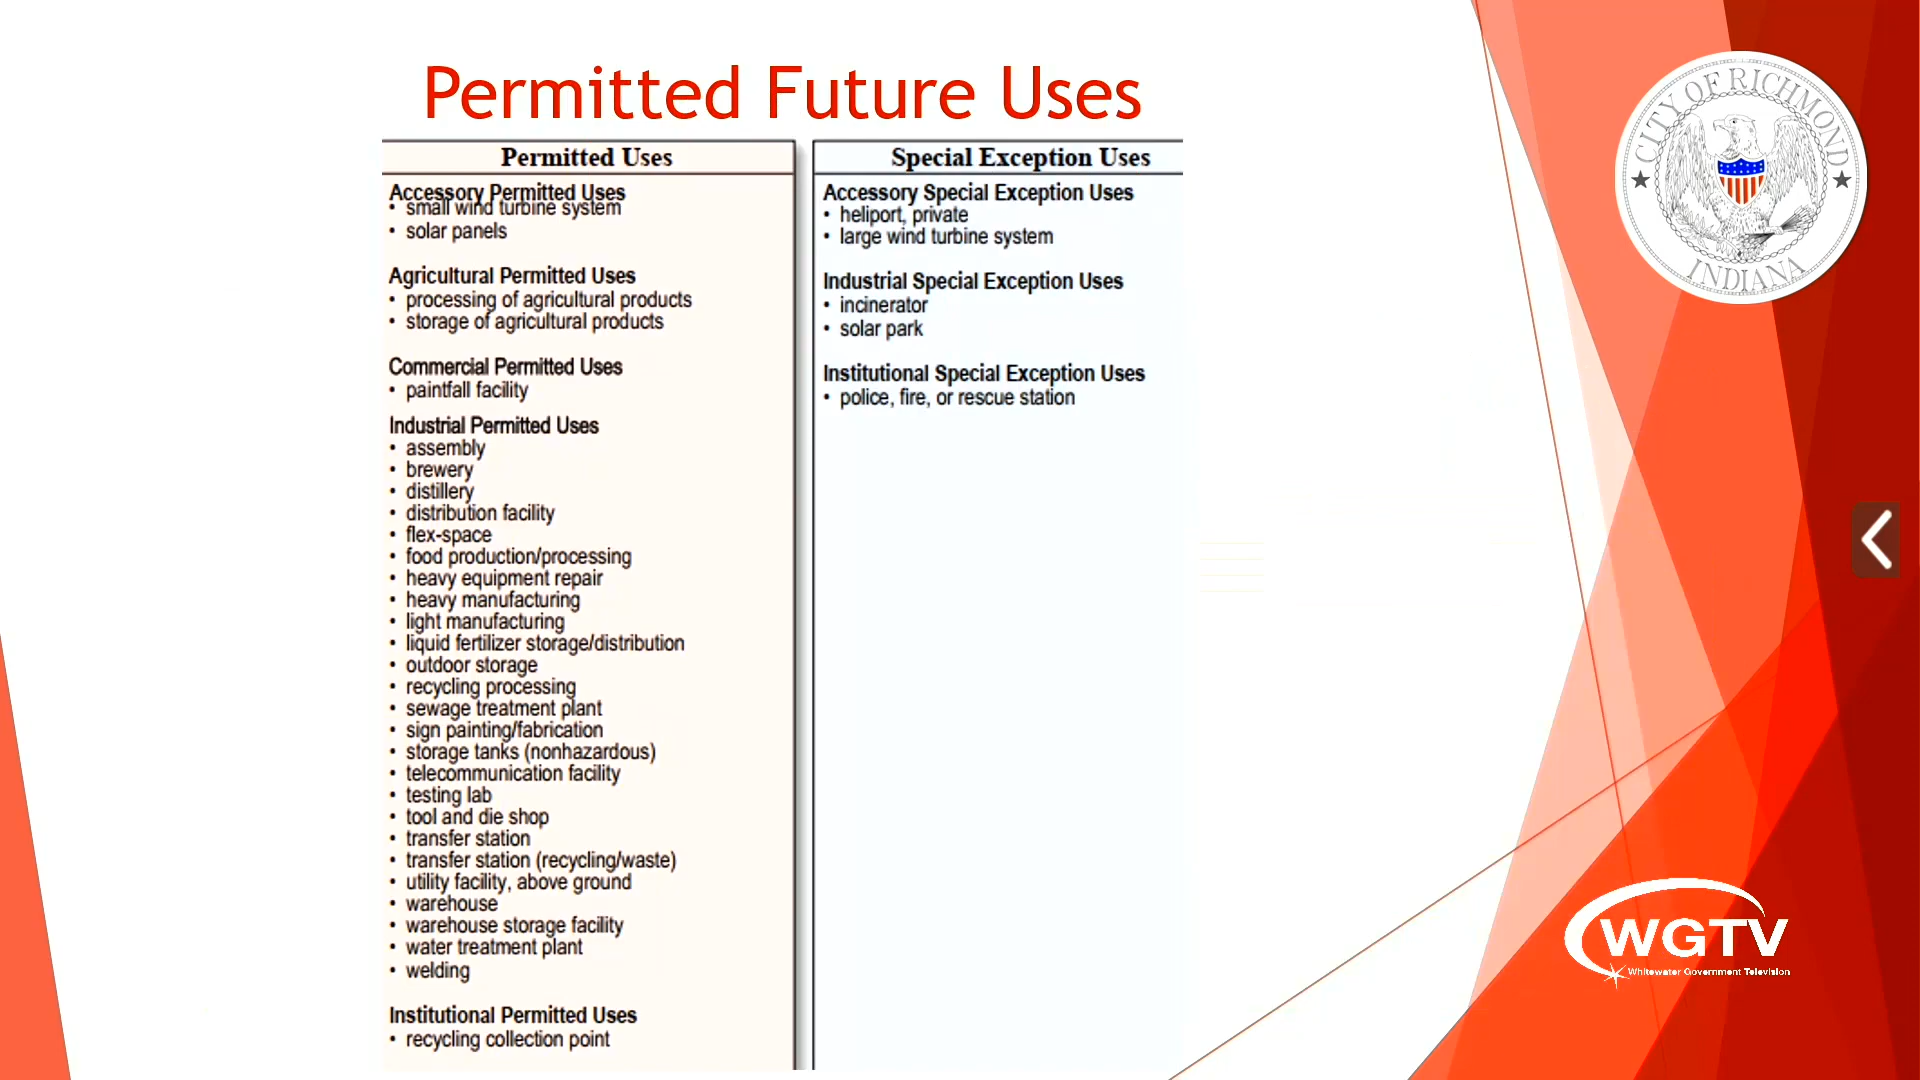 Permitted Future Uses
Permitted Uses
Accessory Permitted Uses
• small wind turbine system
• solar panels
Agricultural Permitted Uses
• processing of agricultural products
• storage of agricultural products
Commercial Permitted Uses
• paintfall facility
Industrial Permitted Uses
• assembly
• brewery
• distillery
• distribution facility
• flex-space
• food production/processing
• heavy equipment repair
• heavy manufacturing
• light manufacturing
• liquid fertilizer storage/distribution
• outdoor storage
• recycling processing
• sewage treatment plant
• sign painting/fabrication
• storage tanks (nonhazardous)
• telecommunication facility
• testing lab
• tool and die shop
• transfer station
• transfer station (recycling/waste)
• utility facility, above ground
• warehouse
• warehouse storage facility
• water treatment plant
• welding
Institutional Permitted Uses
• recycling collection point
Special Exception Uses
Accessory Special Exception Uses
• heliport, private
• large wind turbine system
Industrial Special Exception Uses
• incinerator
• solar park
Institutional Special Exception Uses
• police, fire, or rescue station
CITY OF RICHMOND
INDIANA
WGTV
Whitewater Government Television